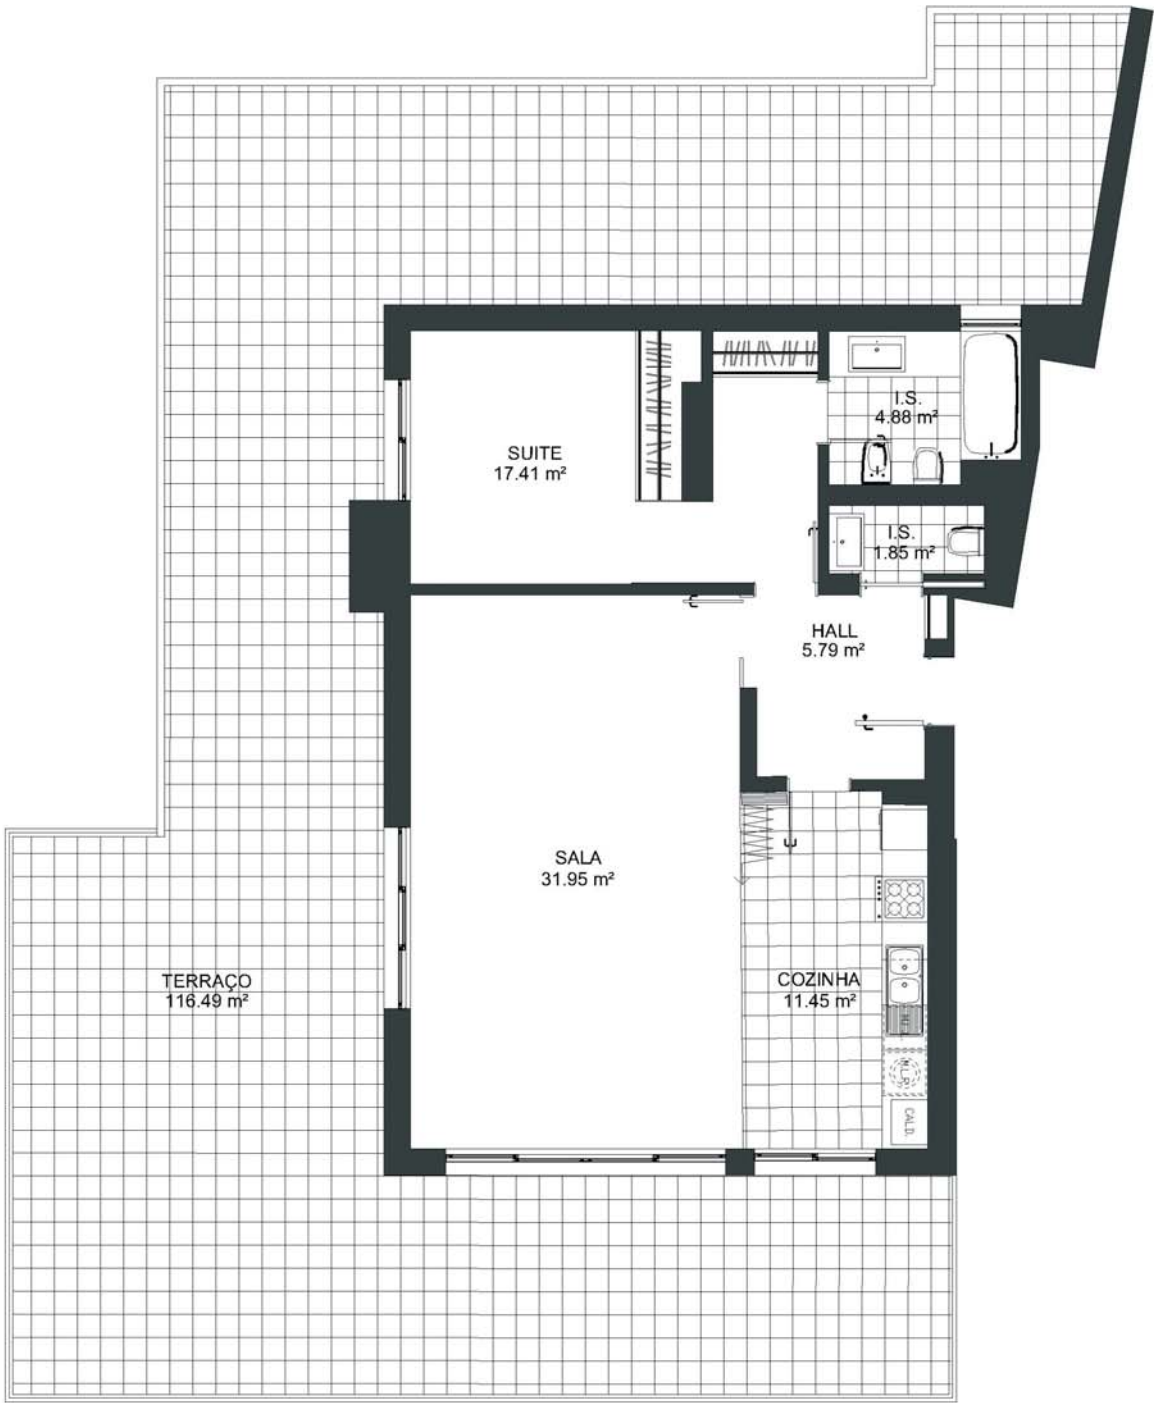 I.S.
4.88 m²
SUITE
17.41 m²
I.S.
1.85 m²
HALL
5.79 m²
SALA
31.95 m²
TERRAÇO
116.49 m²
COZINHA
11.45 m²
M.L.P.
CALD.